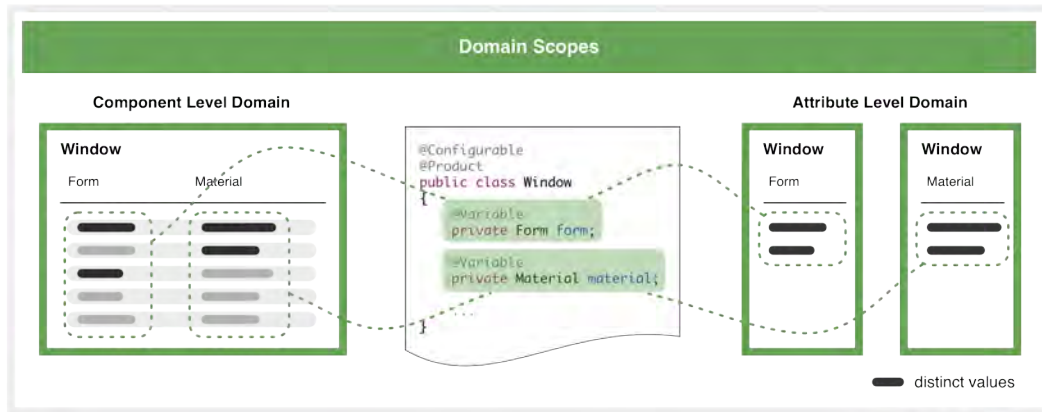 Domain Scopes
Component Level Domain
Window
Form Material
@Configurable
@Product
public class Window
{
@Variable
private Form form;
@Variable
private Material material;
...
}
Attribute Level Domain
Window
Form
Window
Material
distinct values